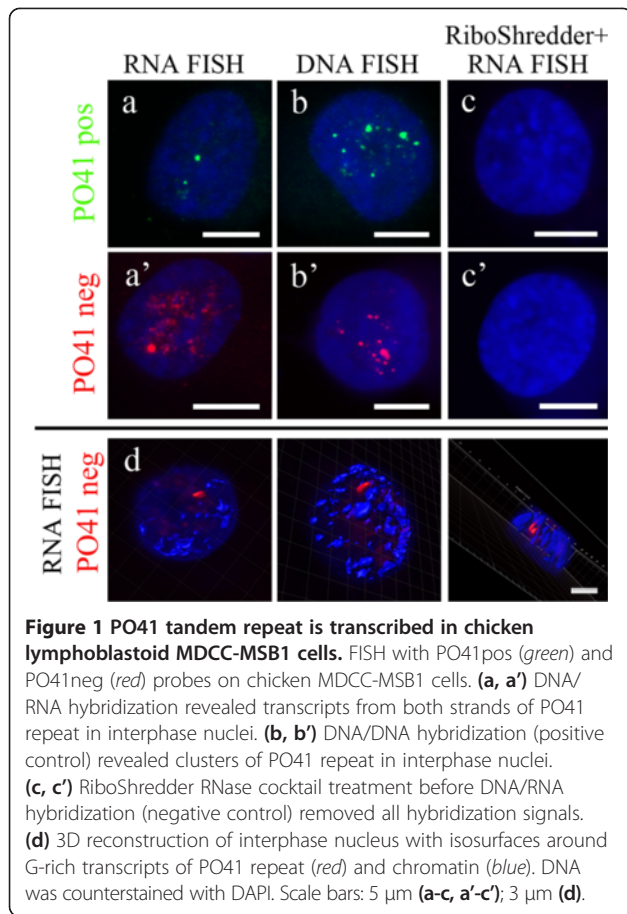 RiboShredder+
RNA FISH DNA FISH RNA FISH
PO41 pos
a b c
PO41 neg
a’ b’ c’
RNA FISH
PO41 neg
d
Figure 1 PO41 tandem repeat is transcribed in chicken
lymphoblastoid MDCC-MSB1 cells. FISH with PO41pos (green) and
PO41neg (red) probes on chicken MDCC-MSB1 cells. (a, a’) DNA/
RNA hybridization revealed transcripts from both strands of PO41
repeat in interphase nuclei. (b, b’) DNA/DNA hybridization (positive
control) revealed clusters of PO41 repeat in interphase nuclei.
(c, c’) RiboShredder RNase cocktail treatment before DNA/RNA
hybridization (negative control) removed all hybridization signals.
(d) 3D reconstruction of interphase nucleus with isosurfaces around
G-rich transcripts of PO41 repeat (red) and chromatin (blue). DNA
was counterstained with DAPI. Scale bars: 5 μm (a-c, a’-c’); 3 μm (d).